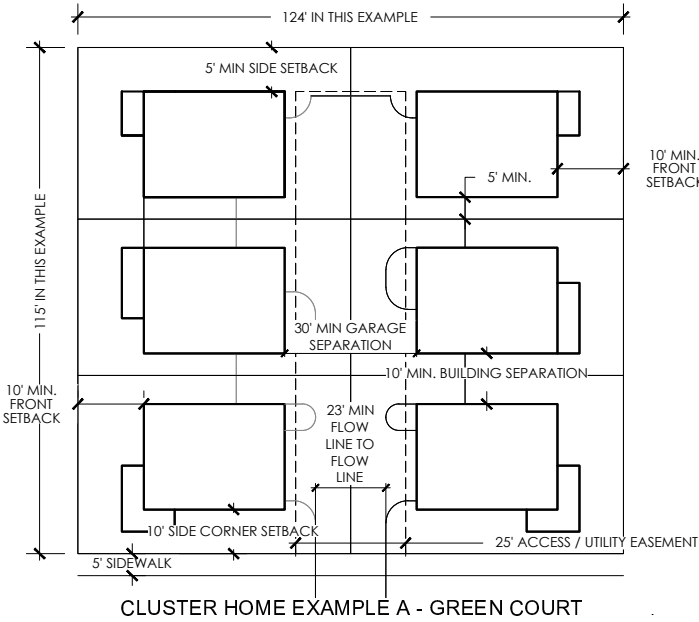 124' IN THIS EXAMPLE
5' MIN SIDE SETBACK
10' MIN.
FRONT
SETBACK
5' MIN.
115' IN THIS EXAMPLE
30' MIN GARAGE
SEPARATION
10' MIN. BUILDING SEPARATION
10' MIN.
FRONT
SETBACK
23' MIN
FLOW
LINE TO
FLOW
LINE
10' SIDE CORNER SETBACK
25' ACCESS / UTILITY EASEMENT
5' SIDEWALK
CLUSTER HOME EXAMPLE A - GREEN COURT